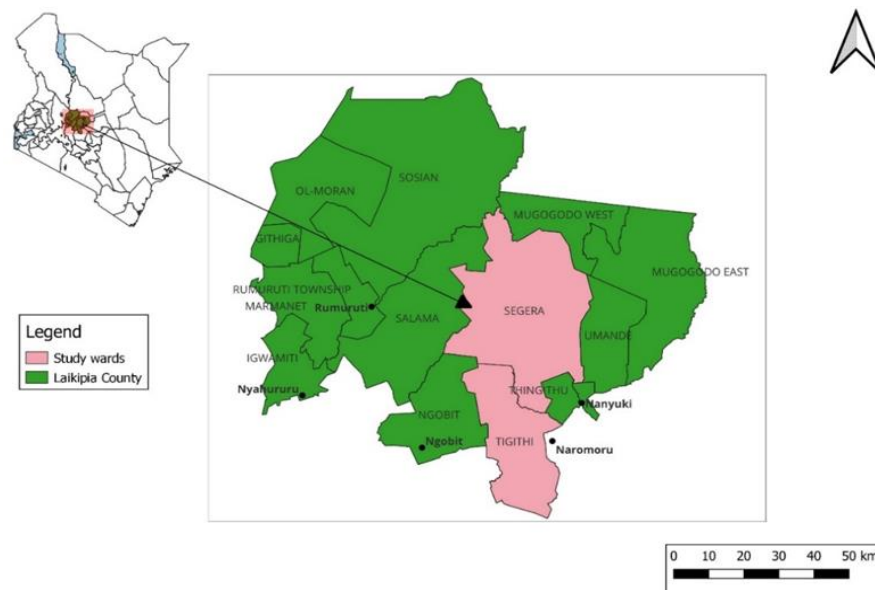 SOSIAN
OL-MORAN
MUGOGODO WEST
GITHIGA
MUGOGODO EAST
RUMURUTI TOWNSHIP
MARMANET
Rumuruti
SALAMA
SEGERA
UMANDE
IGWAMITI
Nyahururu
THINGITHU
Nanyuki
NGOBIT
Ngobit
TIGITHI
Naromoru
Legend
Study wards
Laikipia County
0 10 20 30 40 50 km